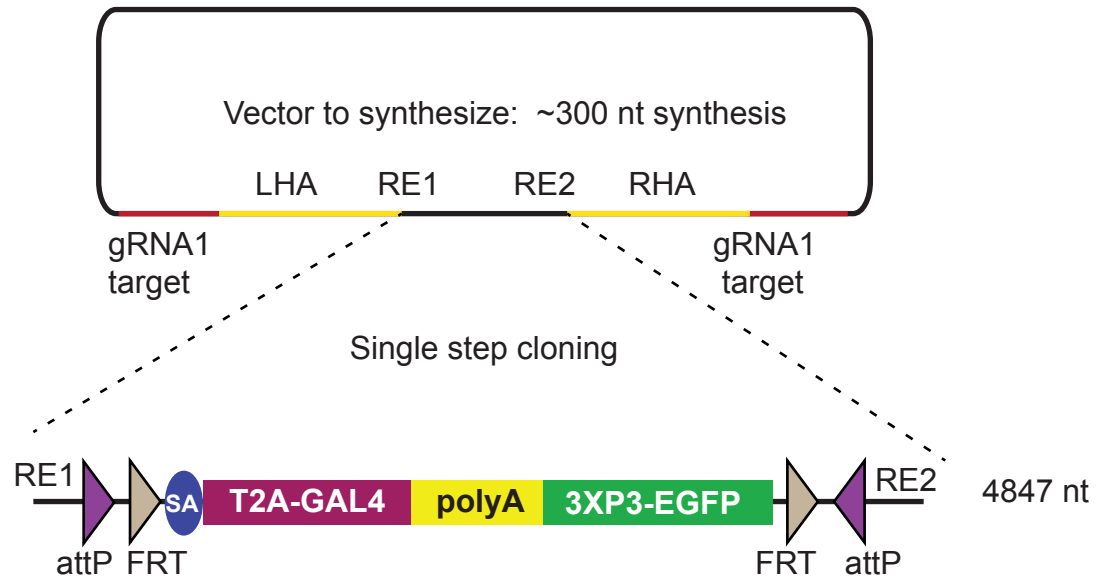 Vector to synthesize: ~300 nt synthesis
LHA RE1 RE2 RHA
gRNA1
target
gRNA1
target
Single step cloning
RE1 SA T2A-GAL4 polyA 3XP3-EGFP RE2 4847 nt
attP FRT FRT attP